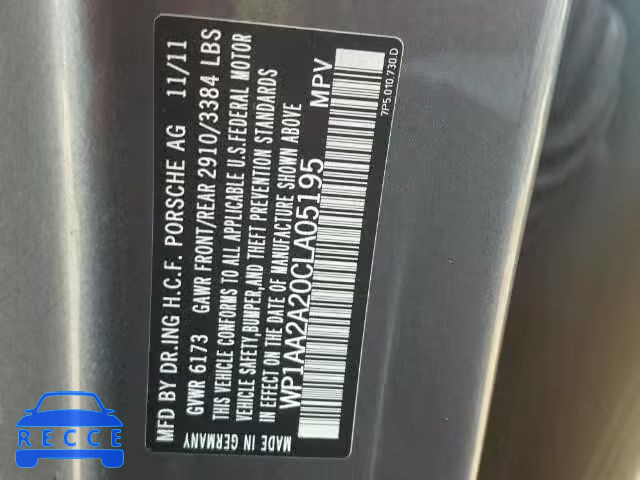 MFD BY DR.ING H.C.F. PORSCHE AG 11/11
GVWR 6173 GAWR FRONT/REAR 2910/3384 LBS
THIS VEHICLE CONFORMS TO ALL APPLICABLE U.S. FEDERAL MOTOR
VEHICLE SAFETY, BUMPER, AND THEFT PREVENTION STANDARDS
IN EFFECT ON THE DATE OF MANUFACTURE SHOWN ABOVE
WP1AA2A20CLA05195 MPV
MADE IN GERMANY
7P5.010.730.D
RECCE